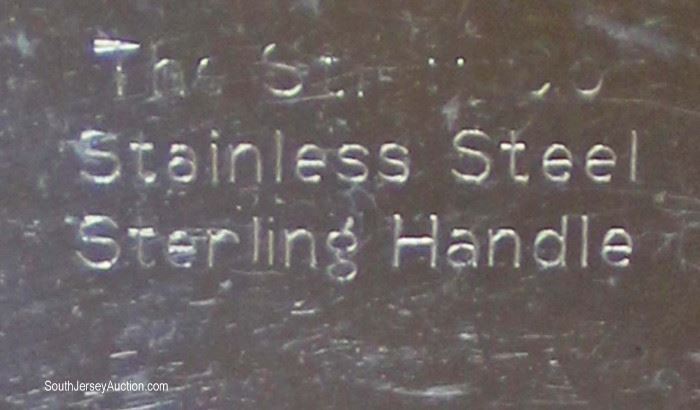 The
Stainless Steel
Sterling Handle
SouthJerseyAuction.com